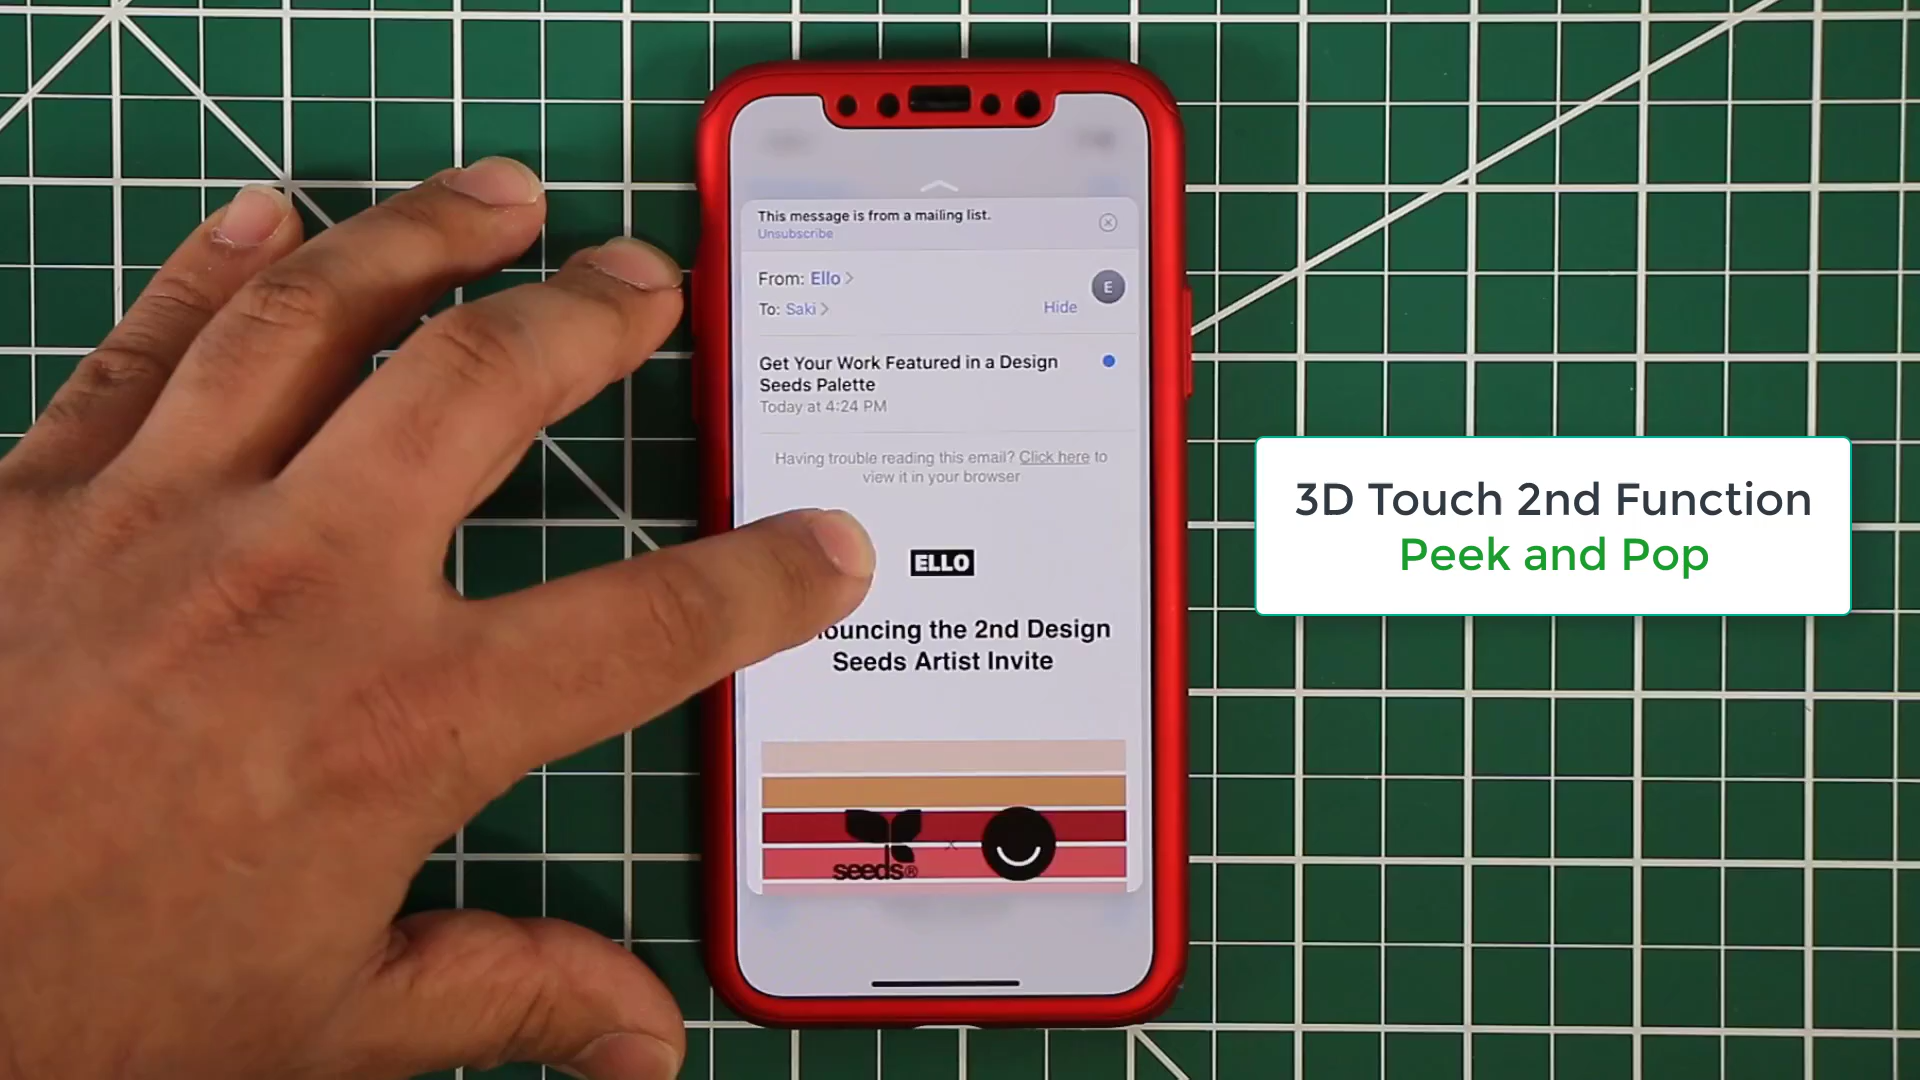 This message is from a mailing list.
Unsubscribe
From: Ello >
E
To: Saki >
Hide
Get Your Work Featured in a Design
Seeds Palette
Today at 4:24 PM
Having trouble reading this email? Click here to
view it in your browser
ELLO
ouncing the 2nd Design
Seeds Artist Invite
seeds®
x
3D Touch 2nd Function
Peek and Pop